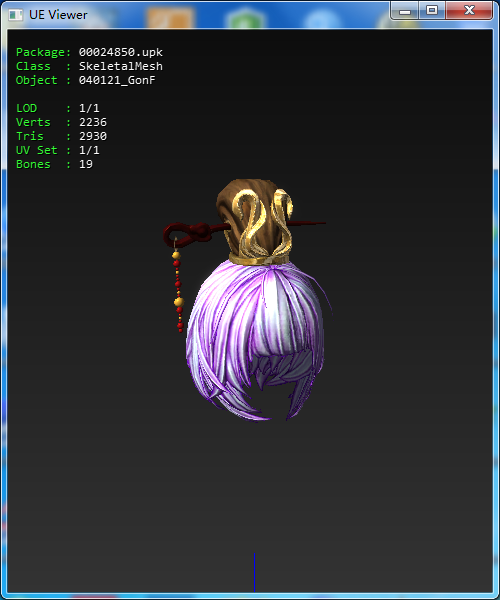 UE Viewer
Package: 00024850.upk
Class : SkeletalMesh
Object : 040121_GonF
LOD : 1/1
Verts : 2236
Tris : 2930
UV Set : 1/1
Bones : 19